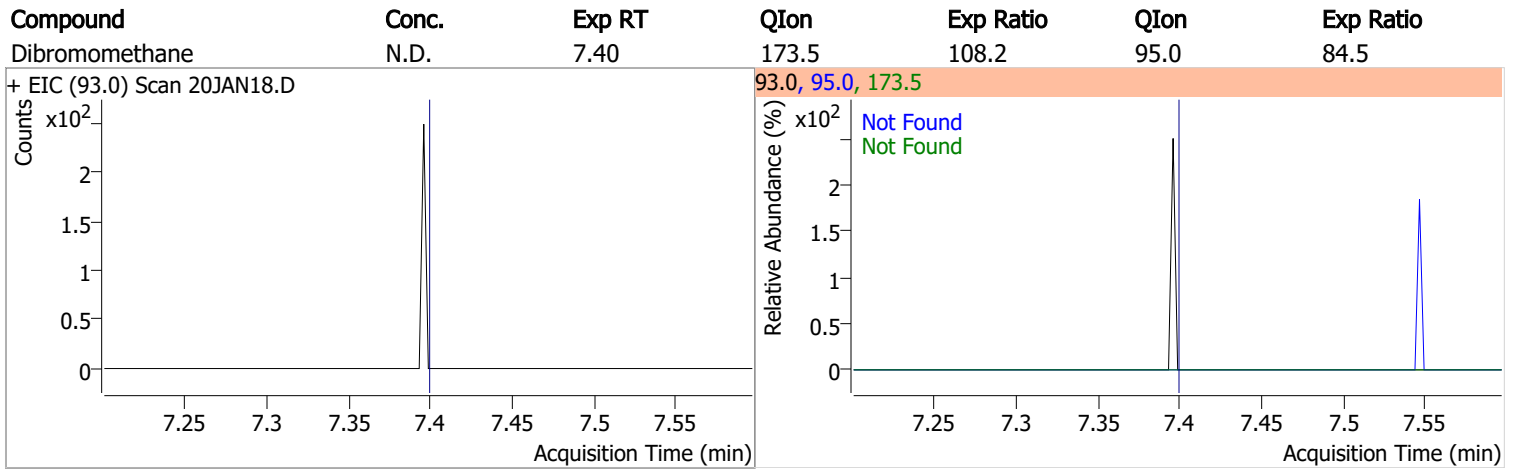 Compound Conc. Exp RT QIon Exp Ratio QIon Exp Ratio
Dibromomethane N.D. 7.40 173.5 108.2 95.0 84.5
+ EIC (93.0) Scan 20JAN18.D
Counts
x10²
2
1.5
1
0.5
0
7.25 7.3 7.35 7.4 7.45 7.5 7.55
Acquisition Time (min)
93.0, 95.0, 173.5
Relative Abundance (%)
x10²
Not Found
Not Found
2
1.5
1
0.5
0
7.25 7.3 7.35 7.4 7.45 7.5 7.55
Acquisition Time (min)